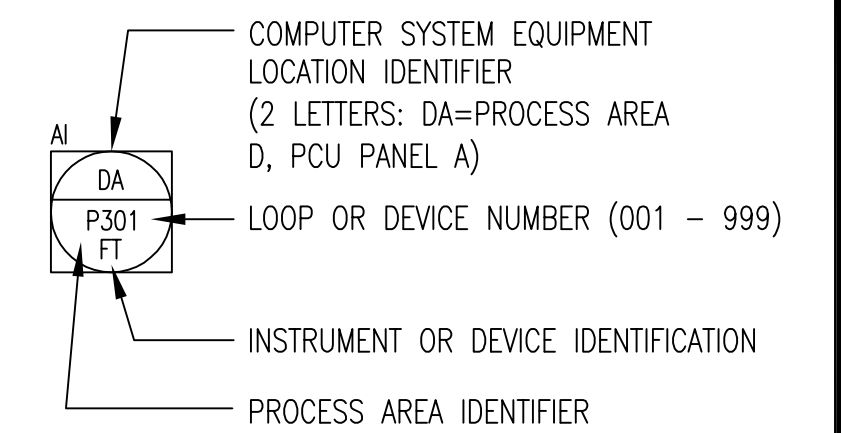 COMPUTER SYSTEM EQUIPMENT
LOCATION IDENTIFIER
(2 LETTERS: DA=PROCESS AREA
D, PCU PANEL A)
AI
DA
P301
FT
LOOP OR DEVICE NUMBER (001 – 999)
INSTRUMENT OR DEVICE IDENTIFICATION
PROCESS AREA IDENTIFIER